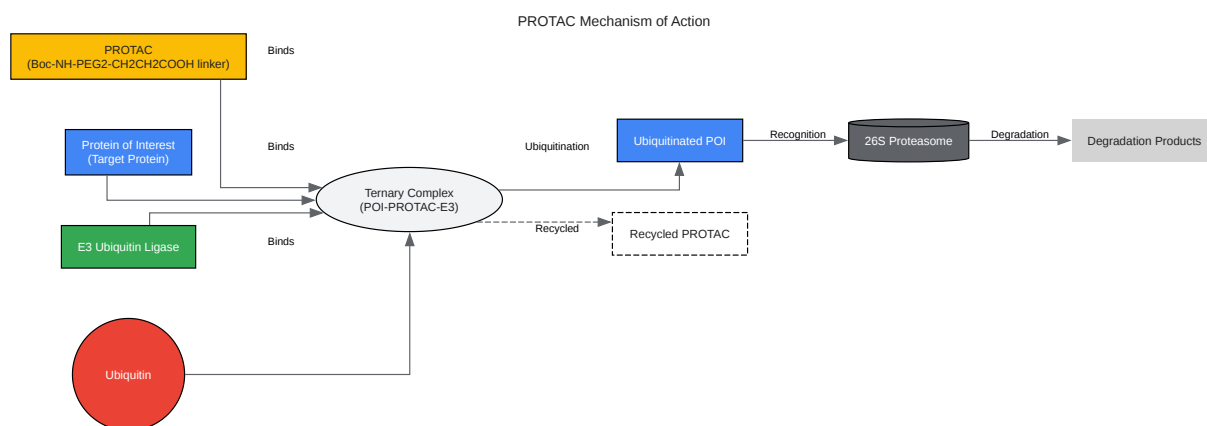 PROTAC Mechanism of Action
PROTAC
(Boc-NH-PEG2-CH2CH2COOH linker)
Binds
Protein of Interest
(Target Protein)
Binds
E3 Ubiquitin Ligase
Binds
Ubiquitin
Ternary Complex
(POI-PROTAC-E3)
Ubiquitination
Ubiquitinated POI
Recognition
26S Proteasome
Degradation
Degradation Products
Recycled
Recycled PROTAC